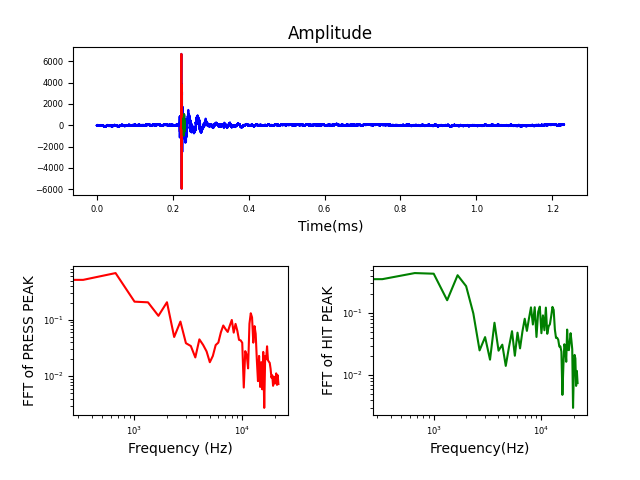 Amplitude
6000
4000
2000
0
−2000
−4000
−6000
0.0 0.2 0.4 0.6 0.8 1.0 1.2
Time(ms)
FFT of PRESS PEAK
10⁻¹
10⁻²
10³ 10⁴
Frequency (Hz)
FFT of HIT PEAK
10⁻¹
10⁻²
10³ 10⁴
Frequency(Hz)